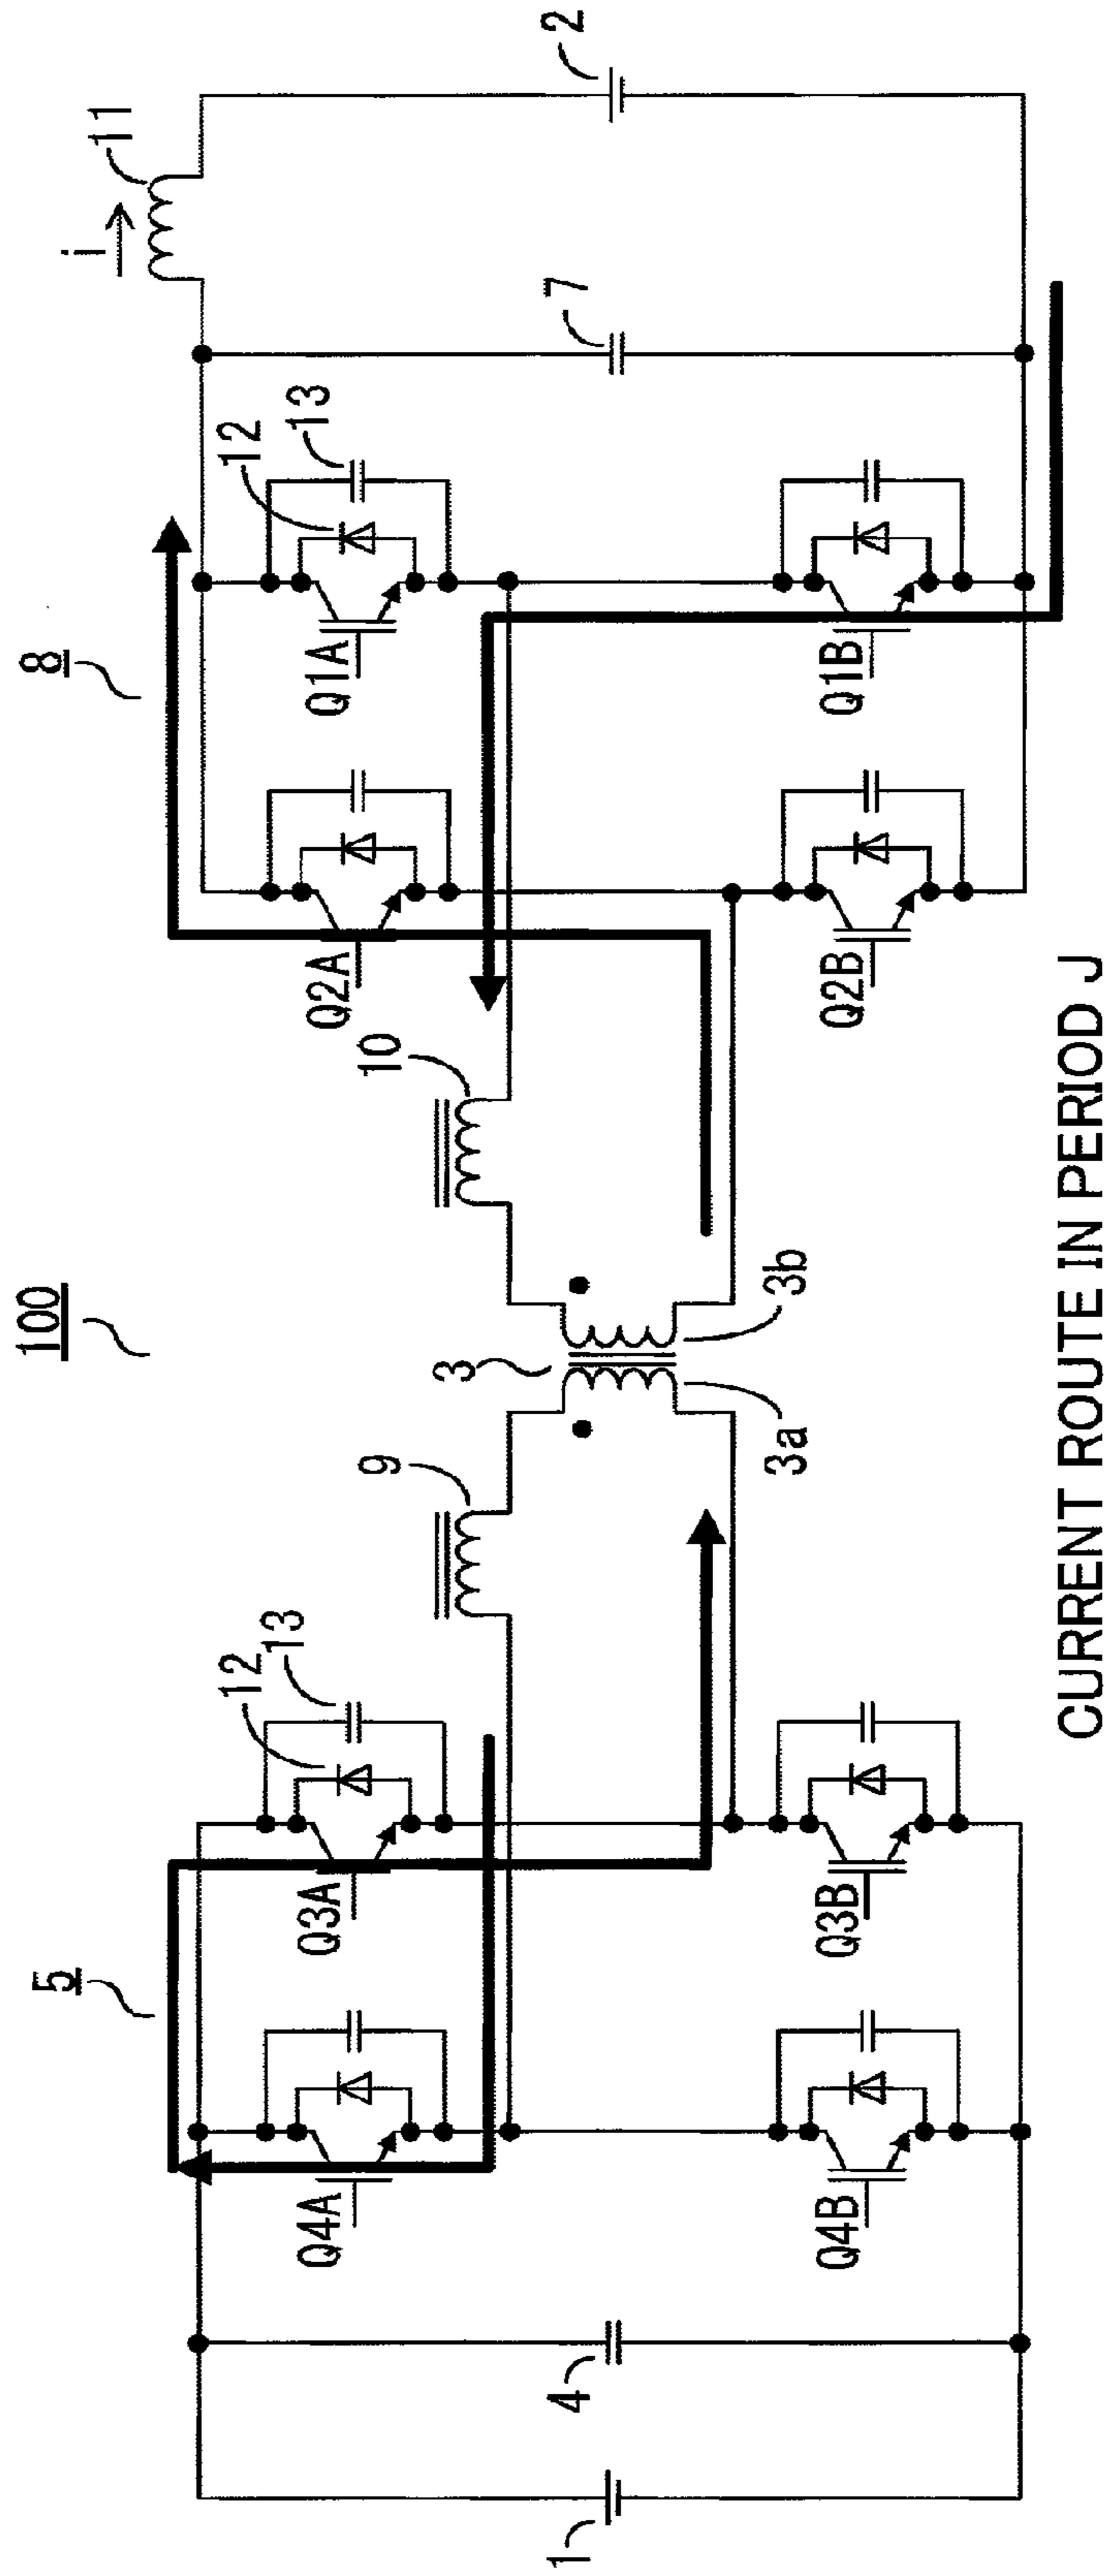 100
8
5
i
11
2
7
12
13
Q1A
Q2A
10
9
12
13
Q3A
Q4A
3
3a
3b
Q1B
Q2B
Q3B
Q4B
4
1
CURRENT ROUTE IN PERIOD J